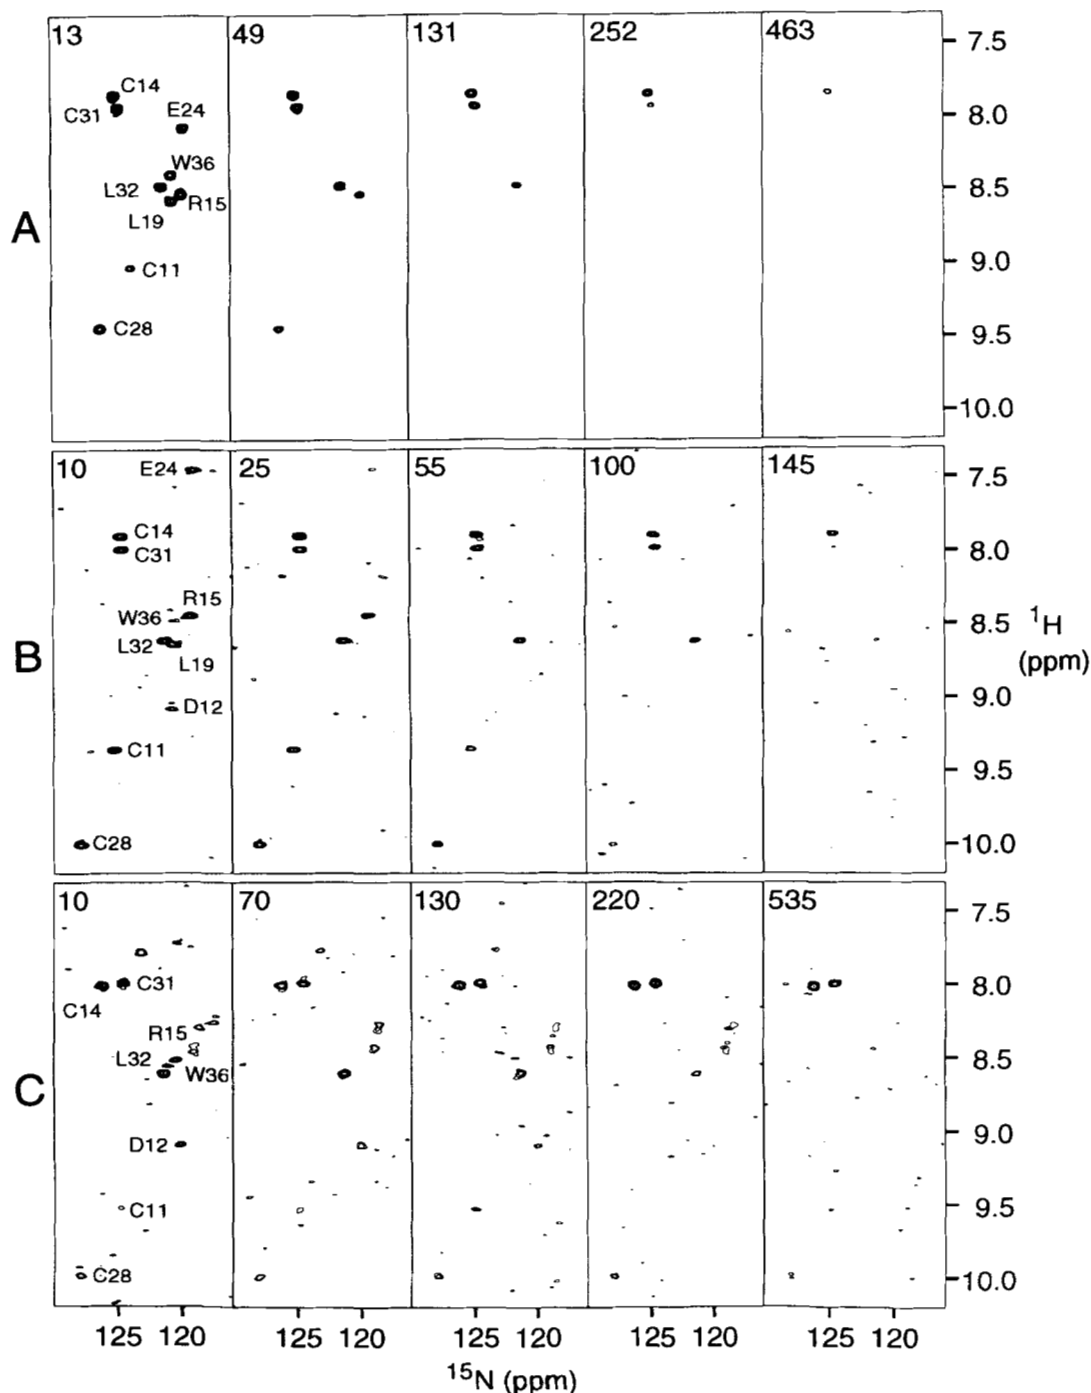 13 49 131 252 463
C14
C31 E24
W36
L32 R15
L19
C11
C28
7.5
8.0
8.5
9.0
9.5
10.0
A
10 25 55 100 145
E24
C14
C31
R15
W36
L32
L19
D12
C11
C28
7.5
8.0
8.5
9.0
9.5
10.0
B
1H
(ppm)
10 70 130 220 535
C31
C14
R15
L32
W36
D12
C11
C28
7.5
8.0
8.5
9.0
9.5
10.0
C
125 120 125 120 125 120 125 120 125 120
15N (ppm)